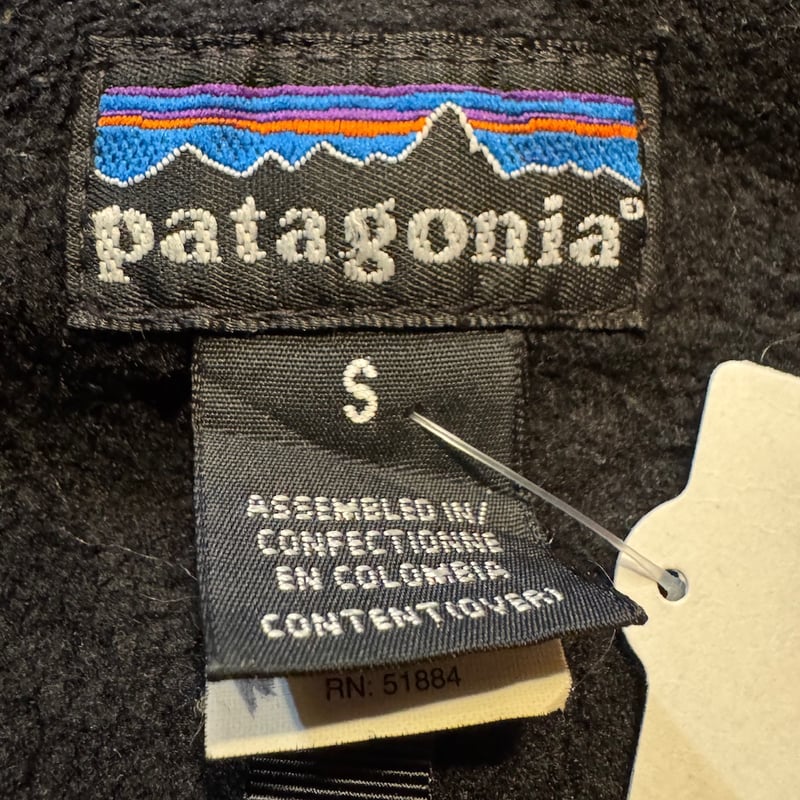 patagonia®
S
ASSEMBLED IN/
CONFECTIONNE
EN COLOMBIA
CONTENT(OVER)
RN: 51884